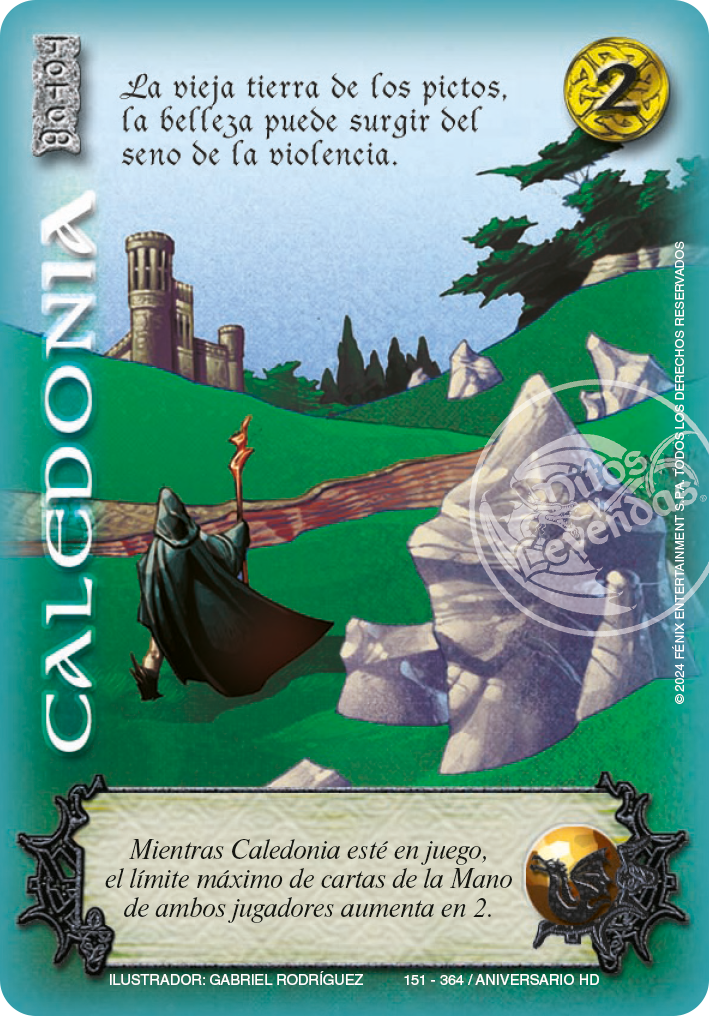 La vieja tierra de los pictos,
la belleza puede surgir del
seno de la violencia.
2
CALEDONIA
Mitos
Leyendas
®
© 2024 FÉNIX ENTERTAINMENT S.P.A. TODOS LOS DERECHOS RESERVADOS
Mientras Caledonia esté en juego,
el límite máximo de cartas de la Mano
de ambos jugadores aumenta en 2.
ILUSTRADOR: GABRIEL RODRÍGUEZ 151 - 364 / ANIVERSARIO HD